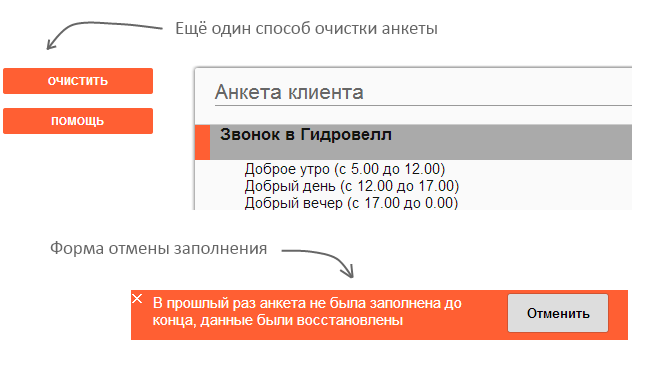 Ещё один способ очистки анкеты
ОЧИСТИТЬ
ПОМОЩЬ
Анкета клиента
Звонок в Гидровелл
Доброе утро (с 5.00 до 12.00)
Добрый день (с 12.00 до 17.00)
Добрый вечер (с 17.00 до 0.00)
Форма отмены заполнения
В прошлый раз анкета не была заполнена до
конца, данные были восстановлены
Отменить